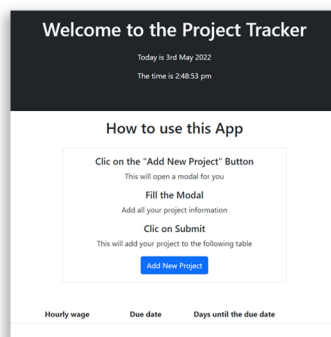 Welcome to the Project Tracker
Today is 3rd May 2022
The time is 2:48:53 pm
How to use this App
Clic on the "Add New Project" Button
This will open a modal for you
Fill the Modal
Add all your project information
Clic on Submit
This will add your project to the following table
Add New Project
Hourly wage Due date Days until the due date